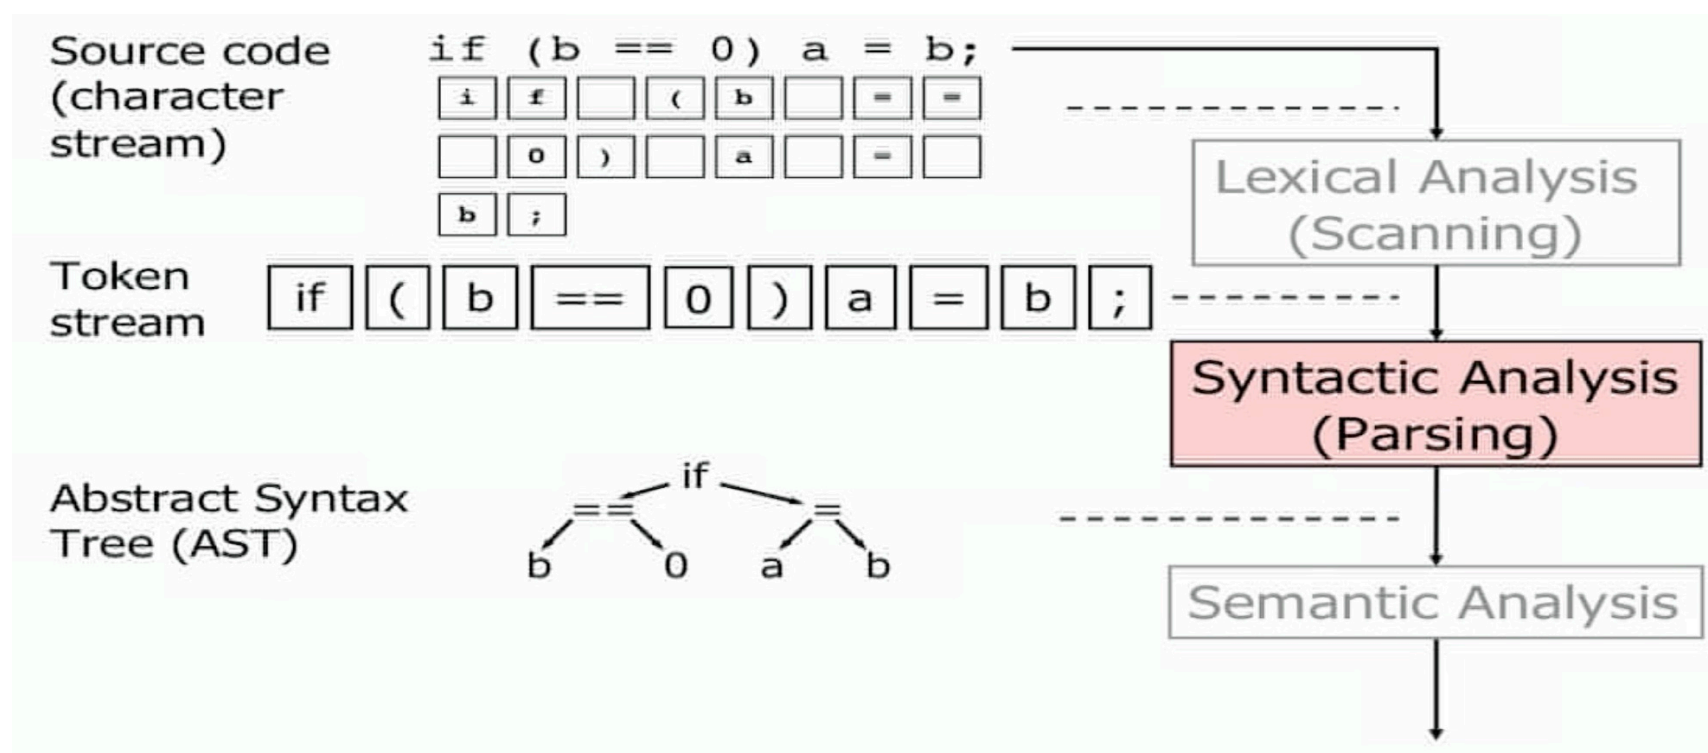 Source code
(character
stream)
if (b == 0) a = b;
i f ( b = =
0 ) a =
b ;
Lexical Analysis
(Scanning)
Token
stream
if ( b == 0 ) a = b ;
Syntactic Analysis
(Parsing)
Abstract Syntax
Tree (AST)
if
== =
b 0 a b
Semantic Analysis